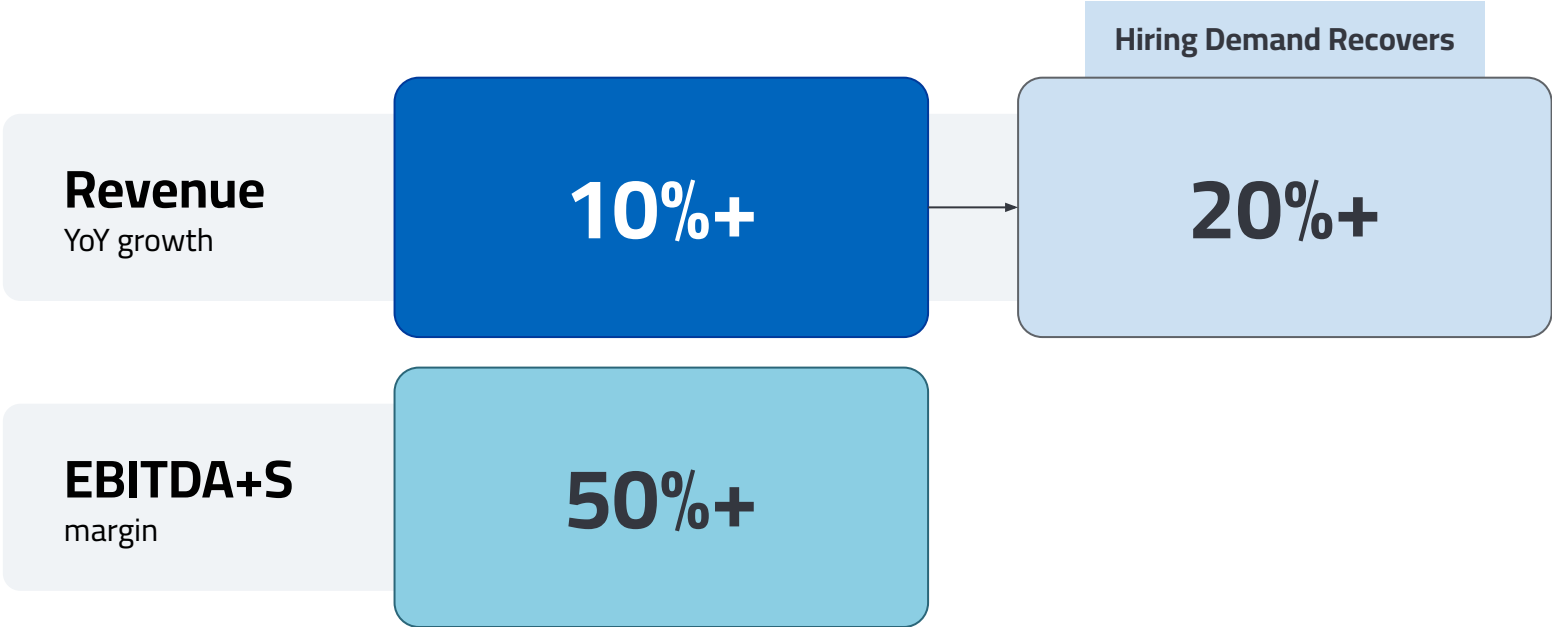 Hiring Demand Recovers
Revenue
YoY growth
10%+
20%+
EBITDA+S
margin
50%+